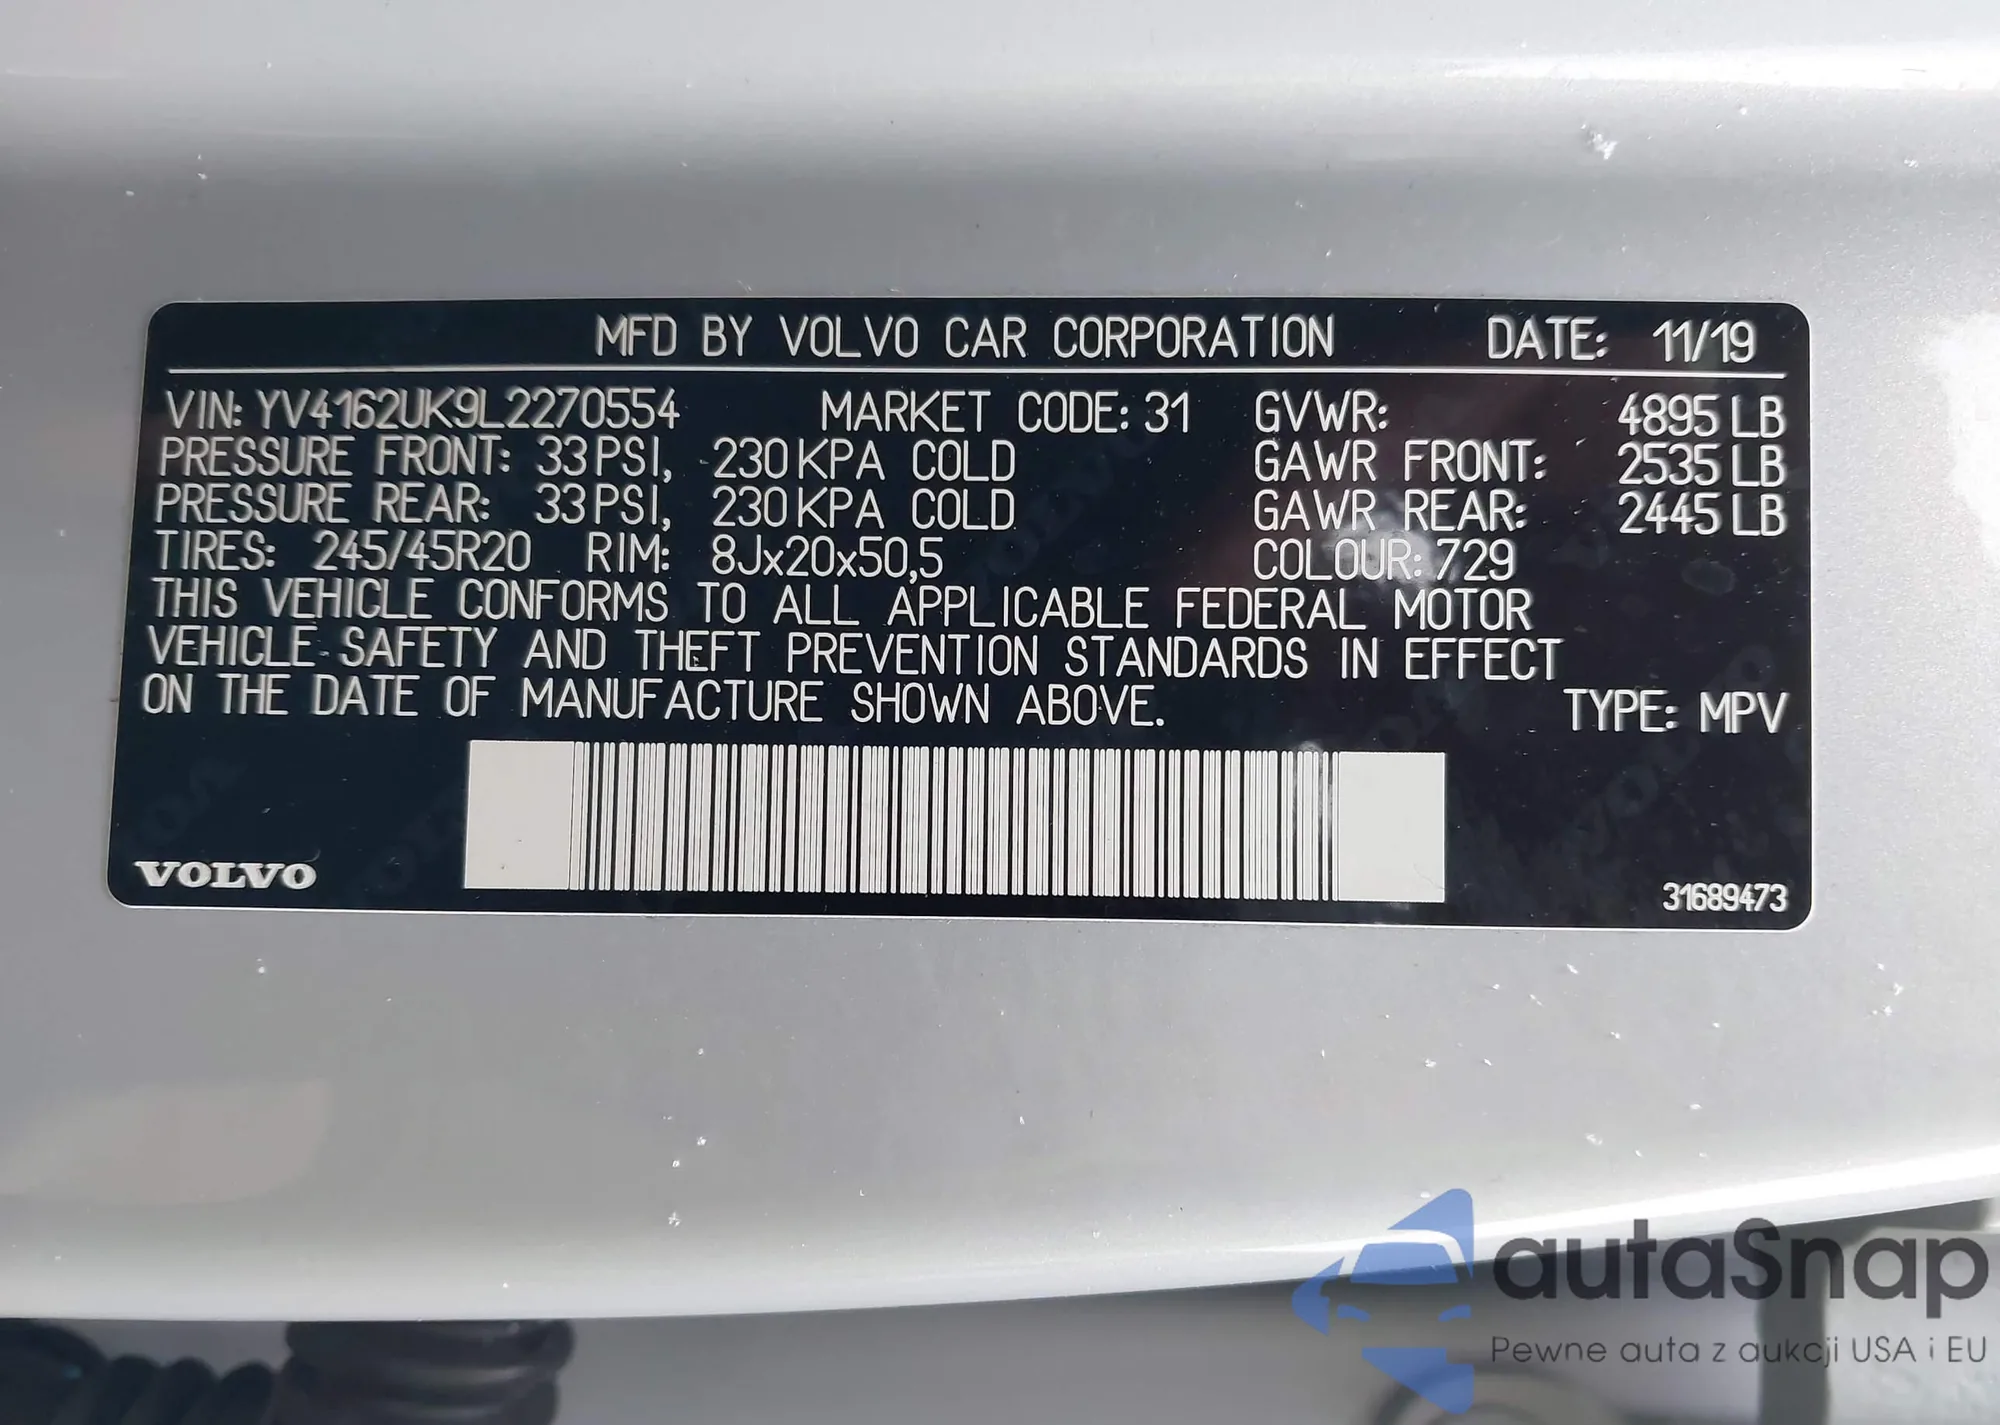 MFD BY VOLVO CAR CORPORATION DATE: 11/19
VIN: YV4162UK9L2270554 MARKET CODE: 31 GVWR: 4895 LB
PRESSURE FRONT: 33 PSI, 230 KPA COLD GAWR FRONT: 2535 LB
PRESSURE REAR: 33 PSI, 230 KPA COLD GAWR REAR: 2445 LB
TIRES: 245/45R20 RIM: 8Jx20x50,5 COLOUR: 729
THIS VEHICLE CONFORMS TO ALL APPLICABLE FEDERAL MOTOR
VEHICLE SAFETY AND THEFT PREVENTION STANDARDS IN EFFECT
ON THE DATE OF MANUFACTURE SHOWN ABOVE. TYPE: MPV
VOLVO
31689473
autaSnap
Pewne auta z aukcji USA i EU